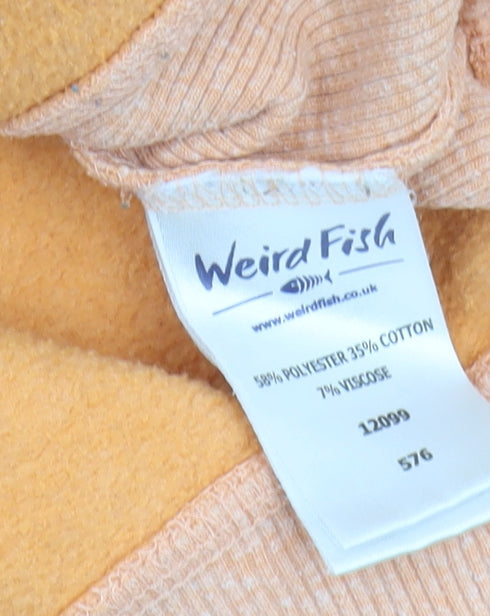 Weird Fish
www.weirdfish.co.uk
58% POLYESTER 35% COTTON
7% VISCOSE
12099
576